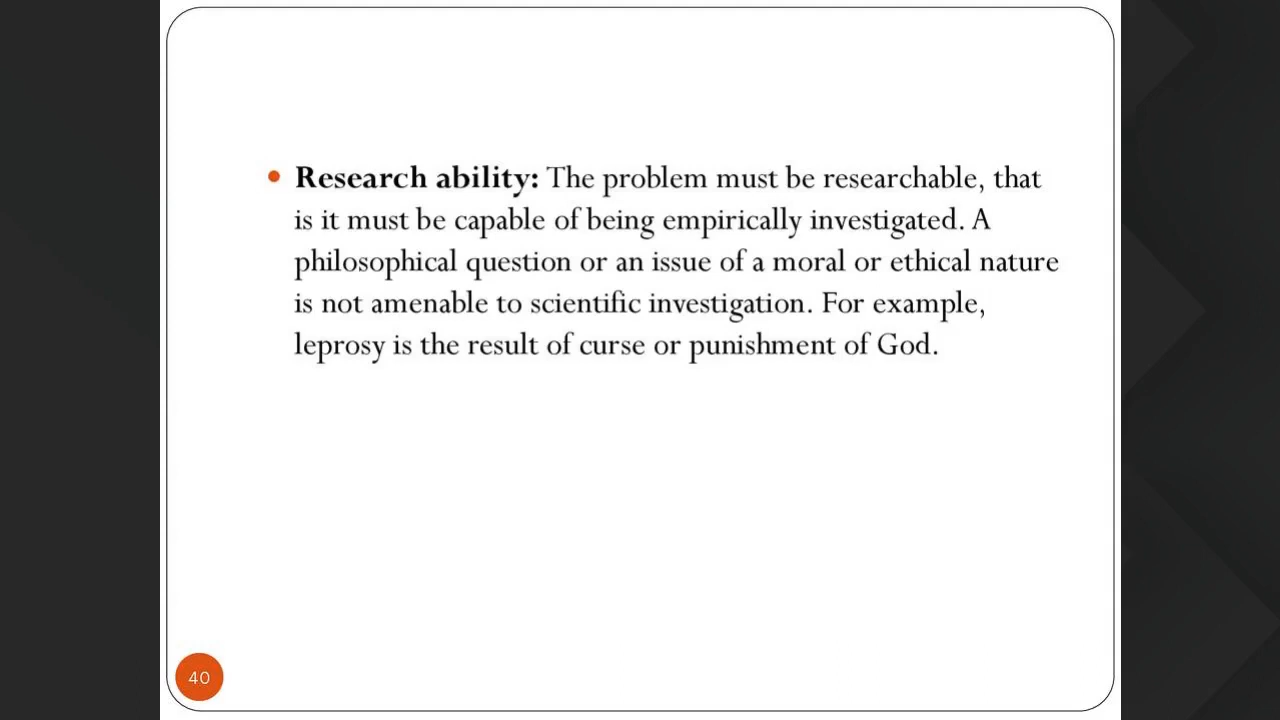 Research ability: The problem must be researchable, that
is it must be capable of being empirically investigated. A
philosophical question or an issue of a moral or ethical nature
is not amenable to scientific investigation. For example,
leprosy is the result of curse or punishment of God.
40